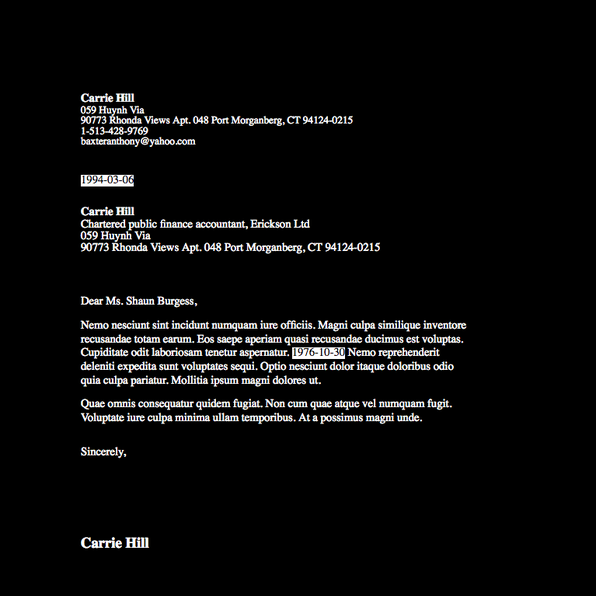 Carrie Hill
059 Huynh Via
90773 Rhonda Views Apt. 048 Port Morganberg, CT 94124-0215
1-513-428-9769
baxteranthony@yahoo.com
1994-03-06
Carrie Hill
Chartered public finance accountant, Erickson Ltd
059 Huynh Via
90773 Rhonda Views Apt. 048 Port Morganberg, CT 94124-0215
Dear Ms. Shaun Burgess,
Nemo nesciunt sint incidunt numquam iure officiis. Magni culpa similique inventore
recusandae totam earum. Eos saepe aperiam quasi recusandae ducimus est voluptas.
Cupiditate odit laboriosam tenetur aspernatur. 1976-10-30 Nemo reprehenderit
deleniti expedita sunt voluptates sequi. Optio nesciunt dolor itaque doloribus odio
quia culpa pariatur. Mollitia ipsum magni dolores ut.
Quae omnis consequatur quidem fugiat. Non cum quae atque vel numquam fugit.
Voluptate iure culpa minima ullam temporibus. At a possimus magni unde.
Sincerely,
Carrie Hill